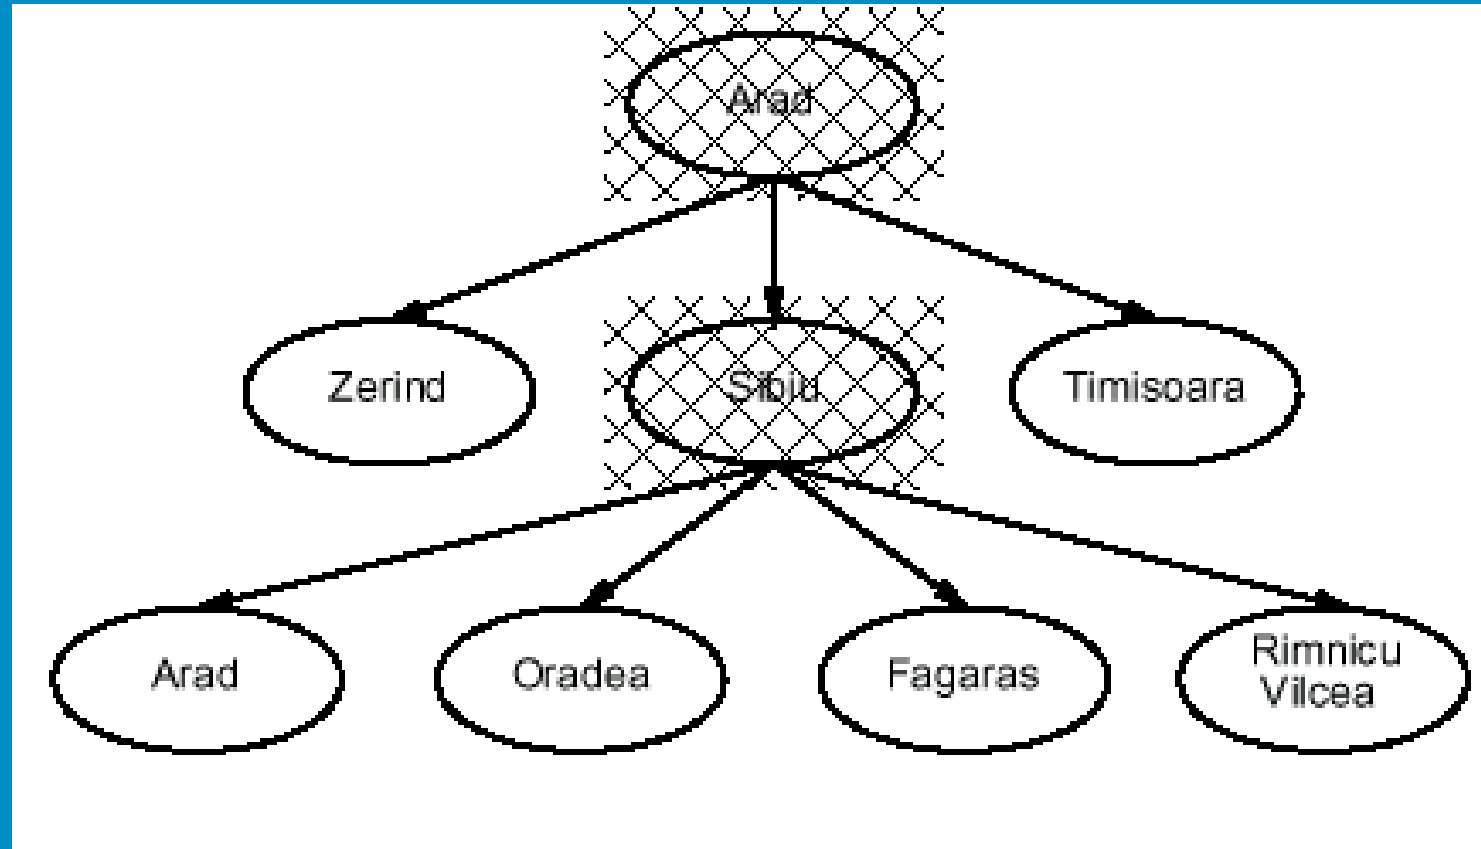 Arad
Zerind
Sibiu
Timisoara
Arad
Oradea
Fagaras
Rimnicu
Vilcea